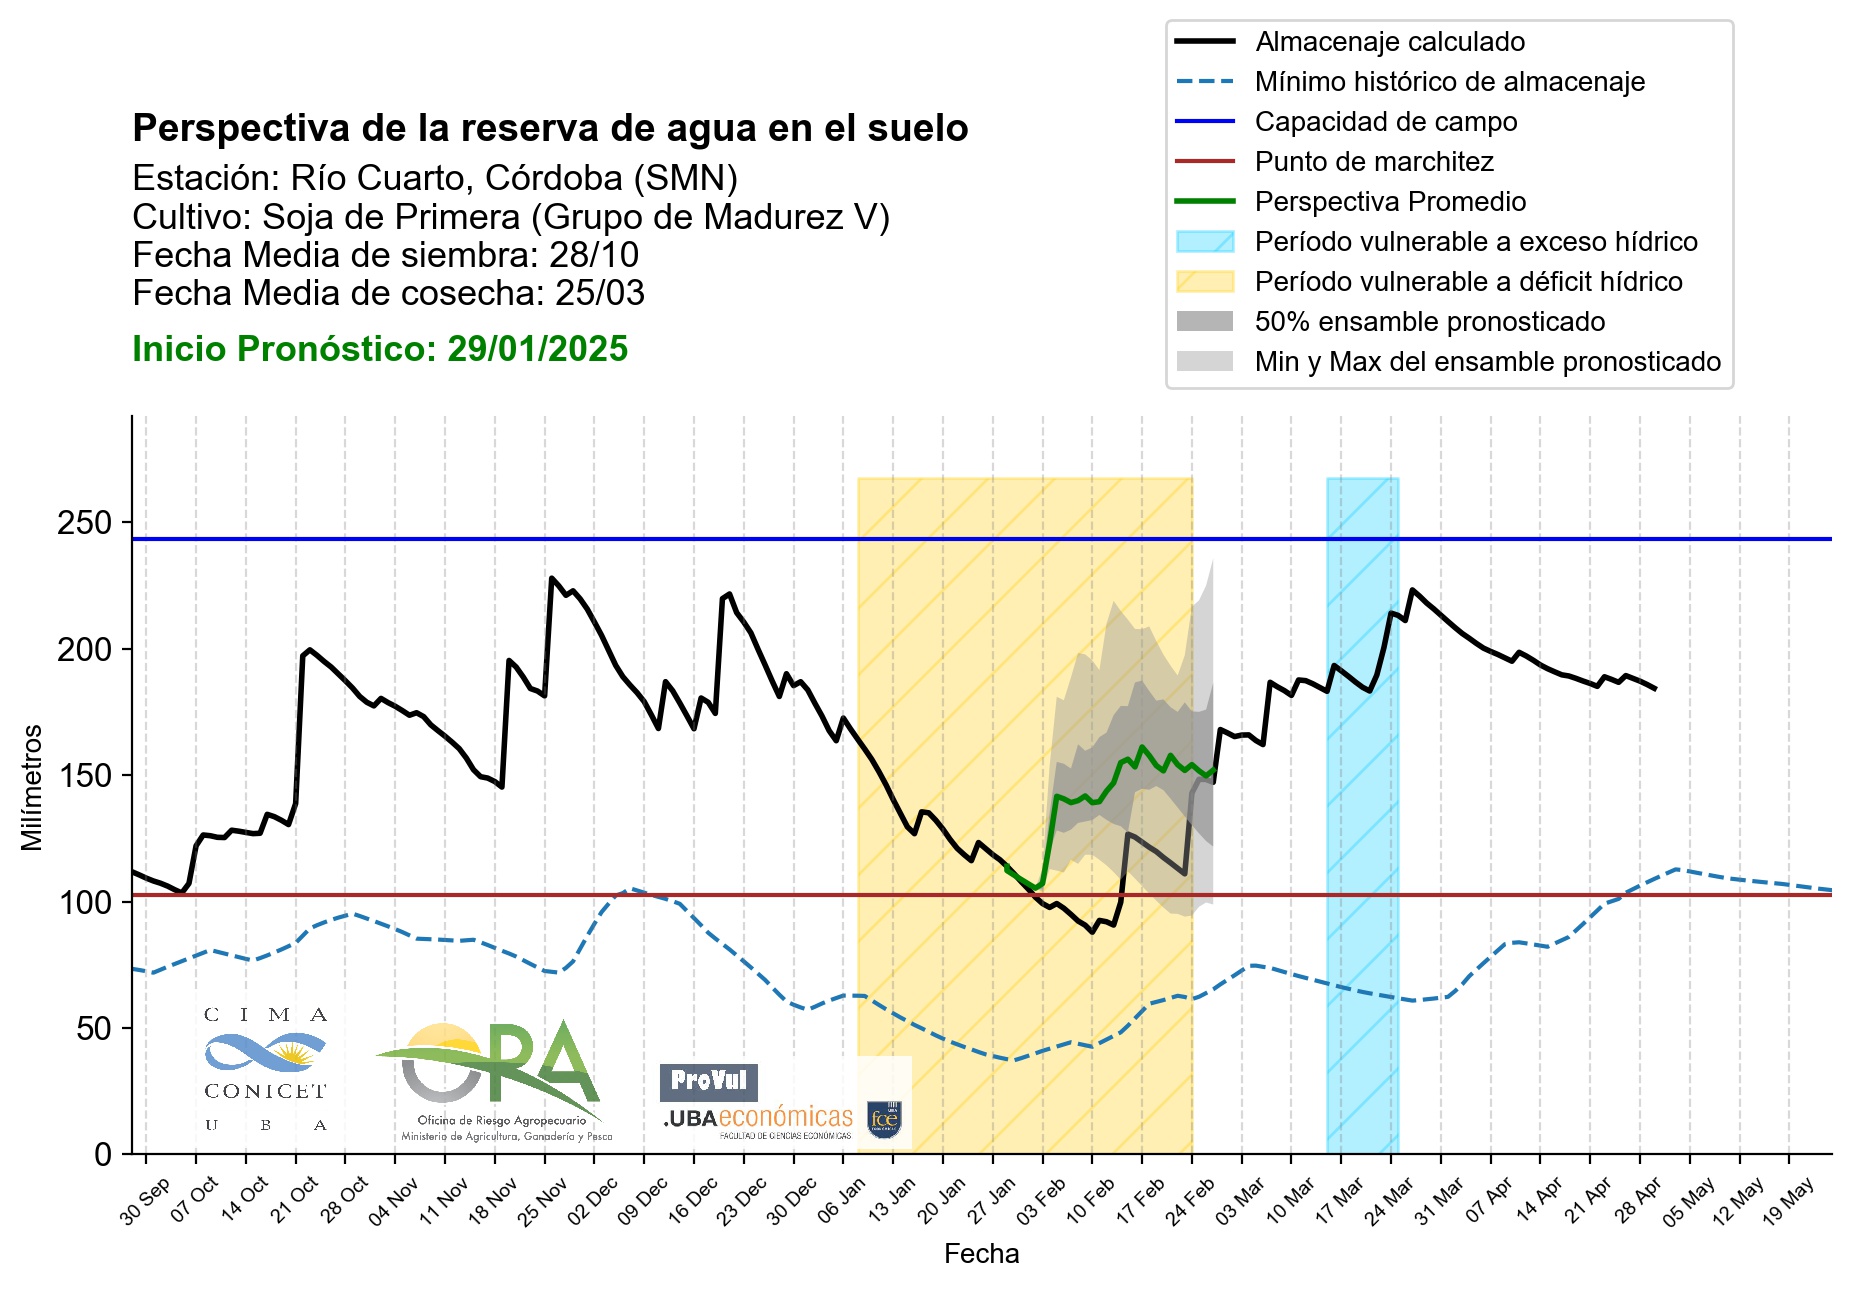 Almacenaje calculado
Mínimo histórico de almacenaje
Capacidad de campo
Punto de marchitez
Perspectiva Promedio
Período vulnerable a exceso hídrico
Período vulnerable a déficit hídrico
50% ensamble pronosticado
Min y Max del ensamble pronosticado
Perspectiva de la reserva de agua en el suelo
Estación: Río Cuarto, Córdoba (SMN)
Cultivo: Soja de Primera (Grupo de Madurez V)
Fecha Media de siembra: 28/10
Fecha Media de cosecha: 25/03
Inicio Pronóstico: 29/01/2025
Milímetros
250
200
150
100
50
0
C I M A
CONICET
U B A
ORA
Oficina de Riesgo Agropecuario
Ministerio de Agricultura, Ganadería y Pesca
ProVul
.UBAeconómicas
FACULTAD DE CIENCIAS ECONÓMICAS
fce
30 Sep
07 Oct
14 Oct
21 Oct
28 Oct
04 Nov
11 Nov
18 Nov
25 Nov
02 Dec
09 Dec
16 Dec
23 Dec
30 Dec
06 Jan
13 Jan
20 Jan
27 Jan
03 Feb
10 Feb
17 Feb
24 Feb
03 Mar
10 Mar
17 Mar
24 Mar
31 Mar
07 Apr
14 Apr
21 Apr
28 Apr
05 May
12 May
19 May
Fecha